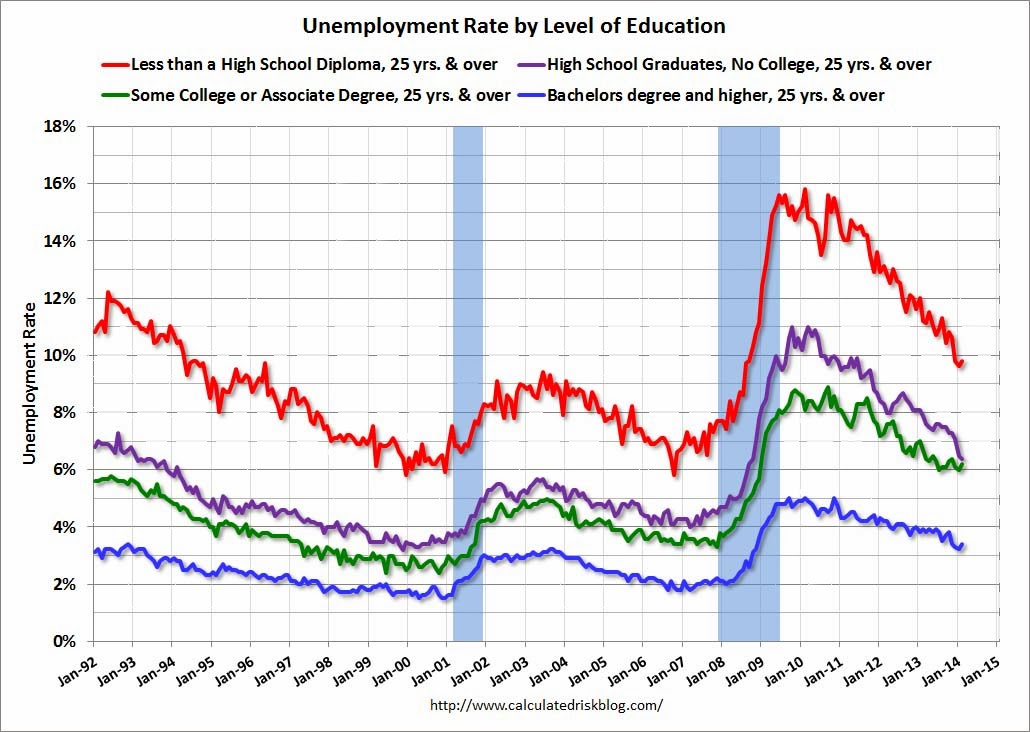 Unemployment Rate by Level of Education
Less than a High School Diploma, 25 yrs. & over High School Graduates, No College, 25 yrs. & over
Some College or Associate Degree, 25 yrs. & over Bachelors degree and higher, 25 yrs. & over
18%
16%
14%
12%
10%
8%
6%
4%
2%
0%
Unemployment Rate
Jan-92 Jan-93 Jan-94 Jan-95 Jan-96 Jan-97 Jan-98 Jan-99 Jan-00 Jan-01 Jan-02 Jan-03 Jan-04 Jan-05 Jan-06 Jan-07 Jan-08 Jan-09 Jan-10 Jan-11 Jan-12 Jan-13 Jan-14 Jan-15
http://www.calculatedriskblog.com/